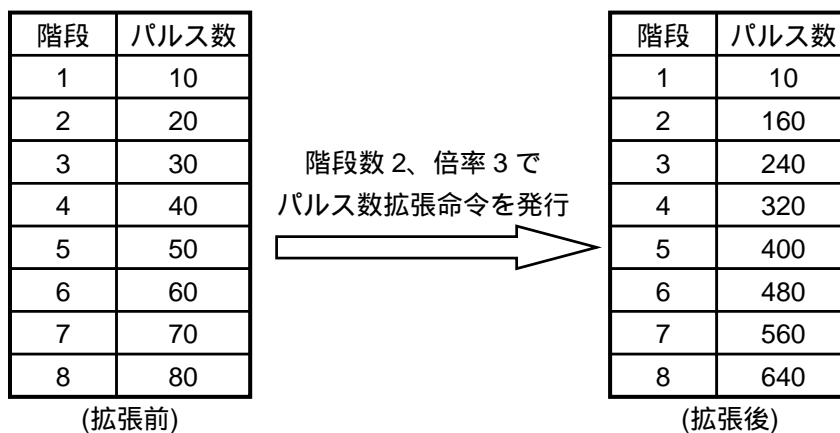 階段 パルス数
1 10
2 20
3 30
4 40
5 50
6 60
7 70
8 80
(拡張前)
階段数 2、倍率 3 で
パルス数拡張命令を発行
階段 パルス数
1 10
2 160
3 240
4 320
5 400
6 480
7 560
8 640
(拡張後)